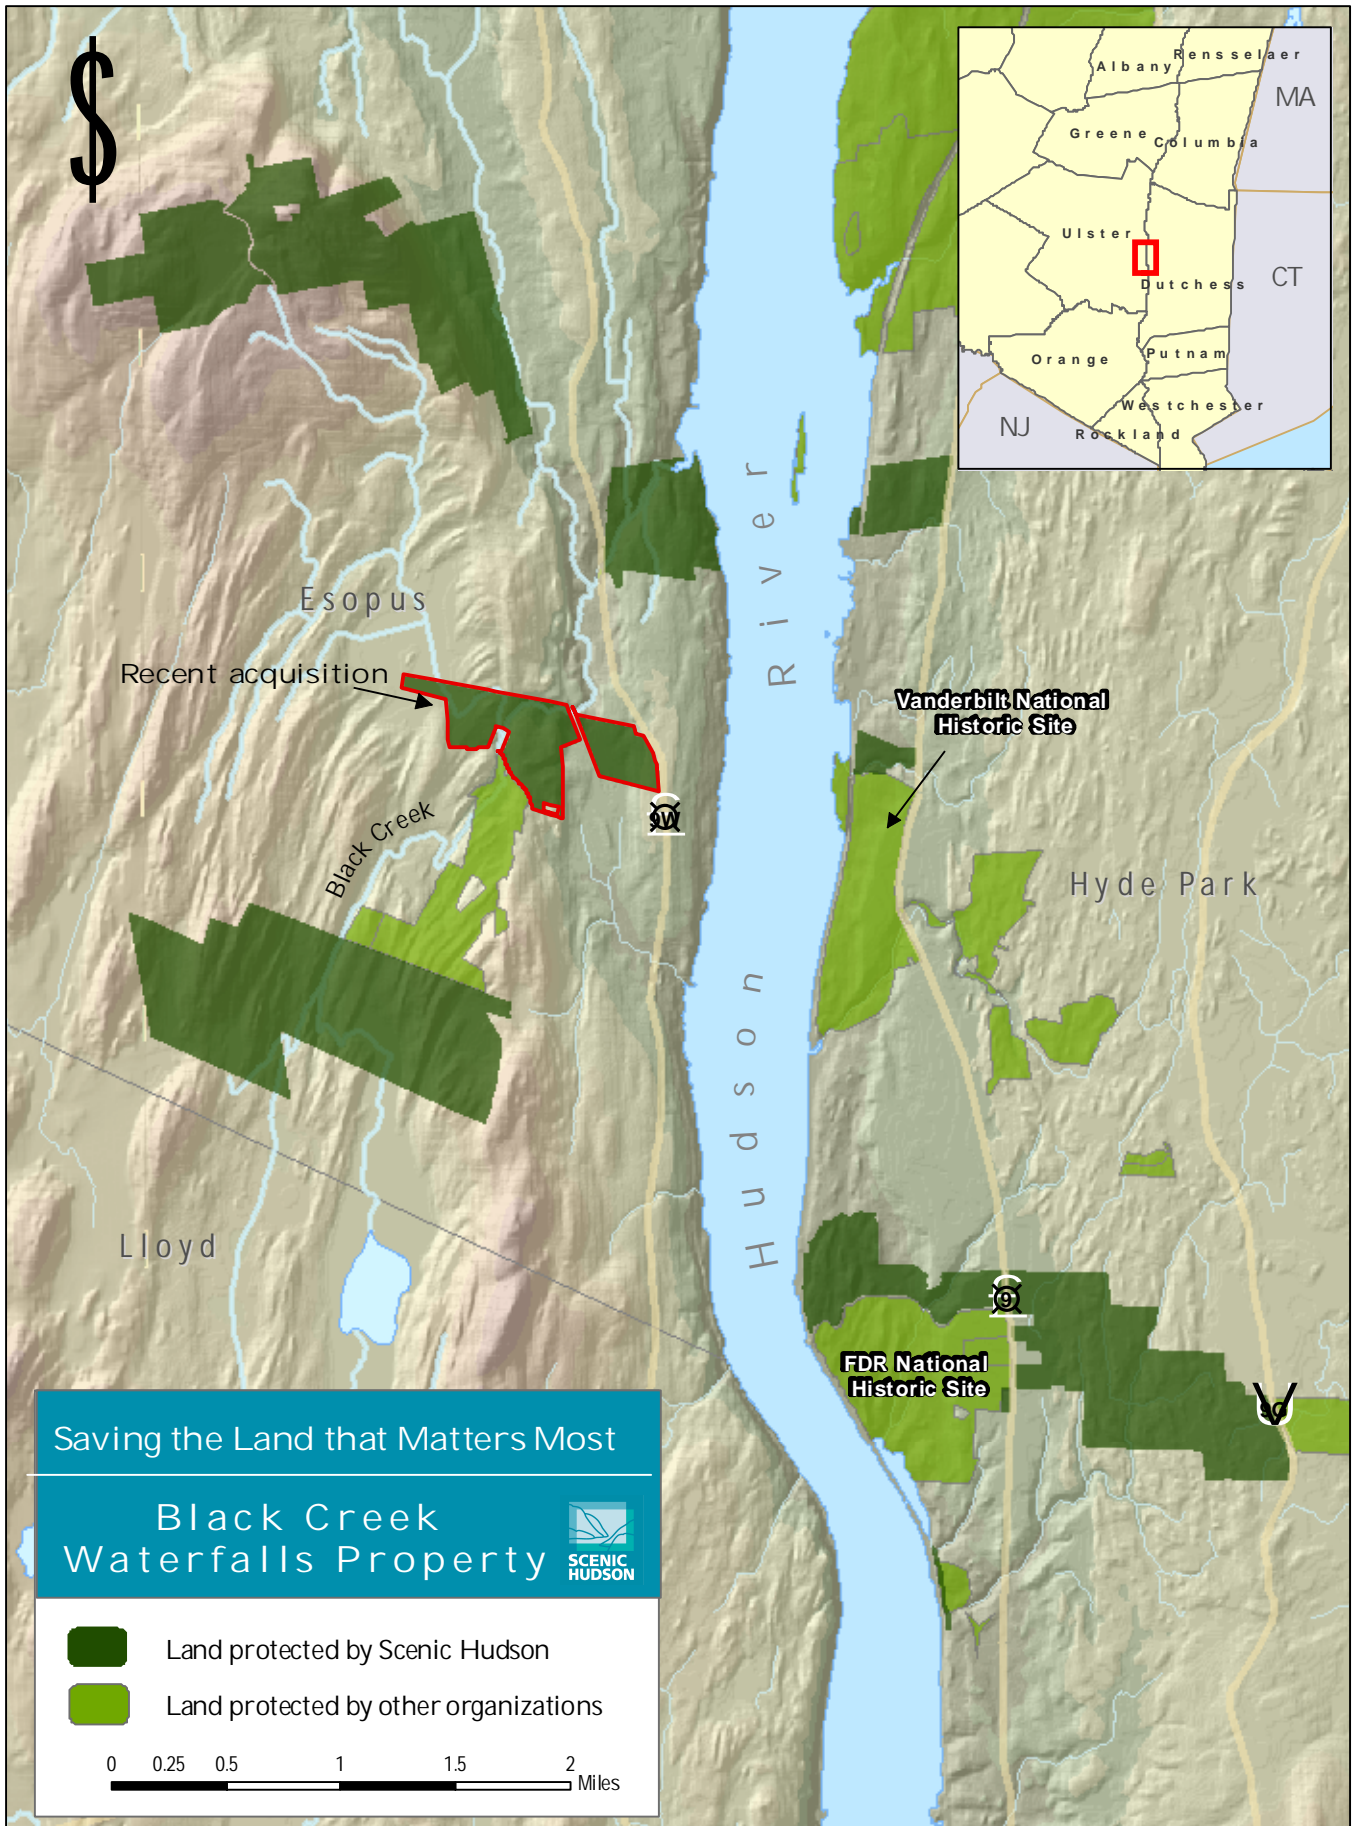 $
Albany
Rensselaer
MA
Greene
Columbia
Ulster
Dutchess
CT
Orange
Putnam
Westchester
NJ
Rockland
River
Esopus
Recent acquisition
Vanderbilt National
Historic Site
9W
Black Creek
Hyde Park
Hudson
Lloyd
9
FDR National
Historic Site
9G
Saving the Land that Matters Most
Black Creek
Waterfalls Property
SCENIC
HUDSON
Land protected by Scenic Hudson
Land protected by other organizations
0 0.25 0.5 1 1.5 2
Miles